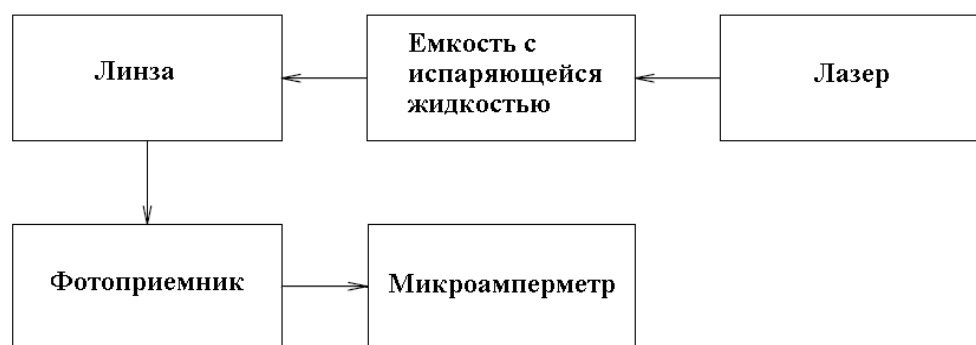 Линза
Емкость с
испаряющейся
жидкостью
Лазер
Фотоприемник
Микроамперметр